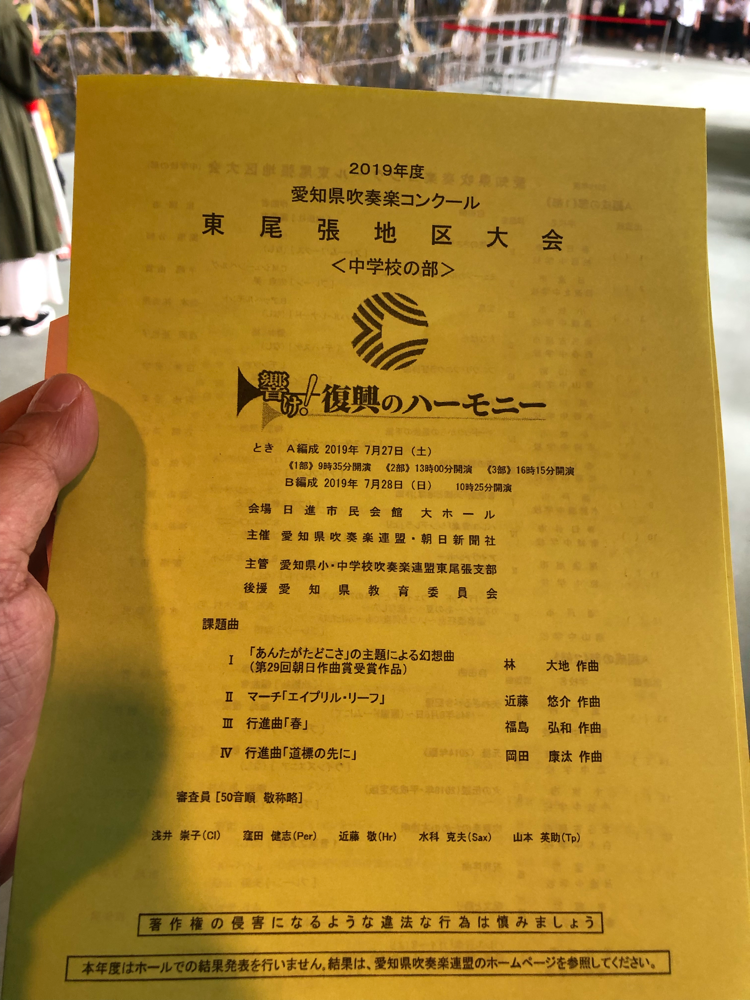 2019年度
愛知県吹奏楽コンクール
東尾張地区大会
＜中学校の部＞
響け！復興のハーモニー
とき A編成 2019年 7月27日（土）
《1部》9時35分開演 《2部》13時00分開演 《3部》16時15分開演
B編成 2019年 7月28日（日） 10時25分開演
会場 日進市民会館 大ホール
主催 愛知県吹奏楽連盟・朝日新聞社
主管 愛知県小・中学校吹奏楽連盟東尾張支部
後援 愛知県教育委員会
課題曲
Ⅰ 「あんたがたどこさ」の主題による幻想曲
（第29回朝日作曲賞受賞作品） 林 大地 作曲
Ⅱ マーチ「エイプリル・リーフ」 近藤 悠介 作曲
Ⅲ 行進曲「春」 福島 弘和 作曲
Ⅳ 行進曲「道標の先に」 岡田 康汰 作曲
審査員［50音順 敬称略］
浅井 崇子(Cl) 窪田 健志(Per) 近藤 敬(Hr) 水科 克夫(Sax) 山本 英助(Tp)
著作権の侵害になるような違法な行為は慎みましょう
本年度はホールでの結果発表を行いません。結果は、愛知県吹奏楽連盟のホームページを参照してください。